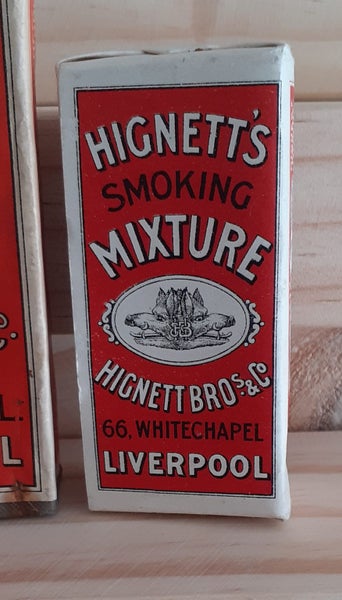 HIGNETT'S
SMOKING
MIXTURE
HIGNETT BROS. & Co
66, WHITECHAPEL
LIVERPOOL